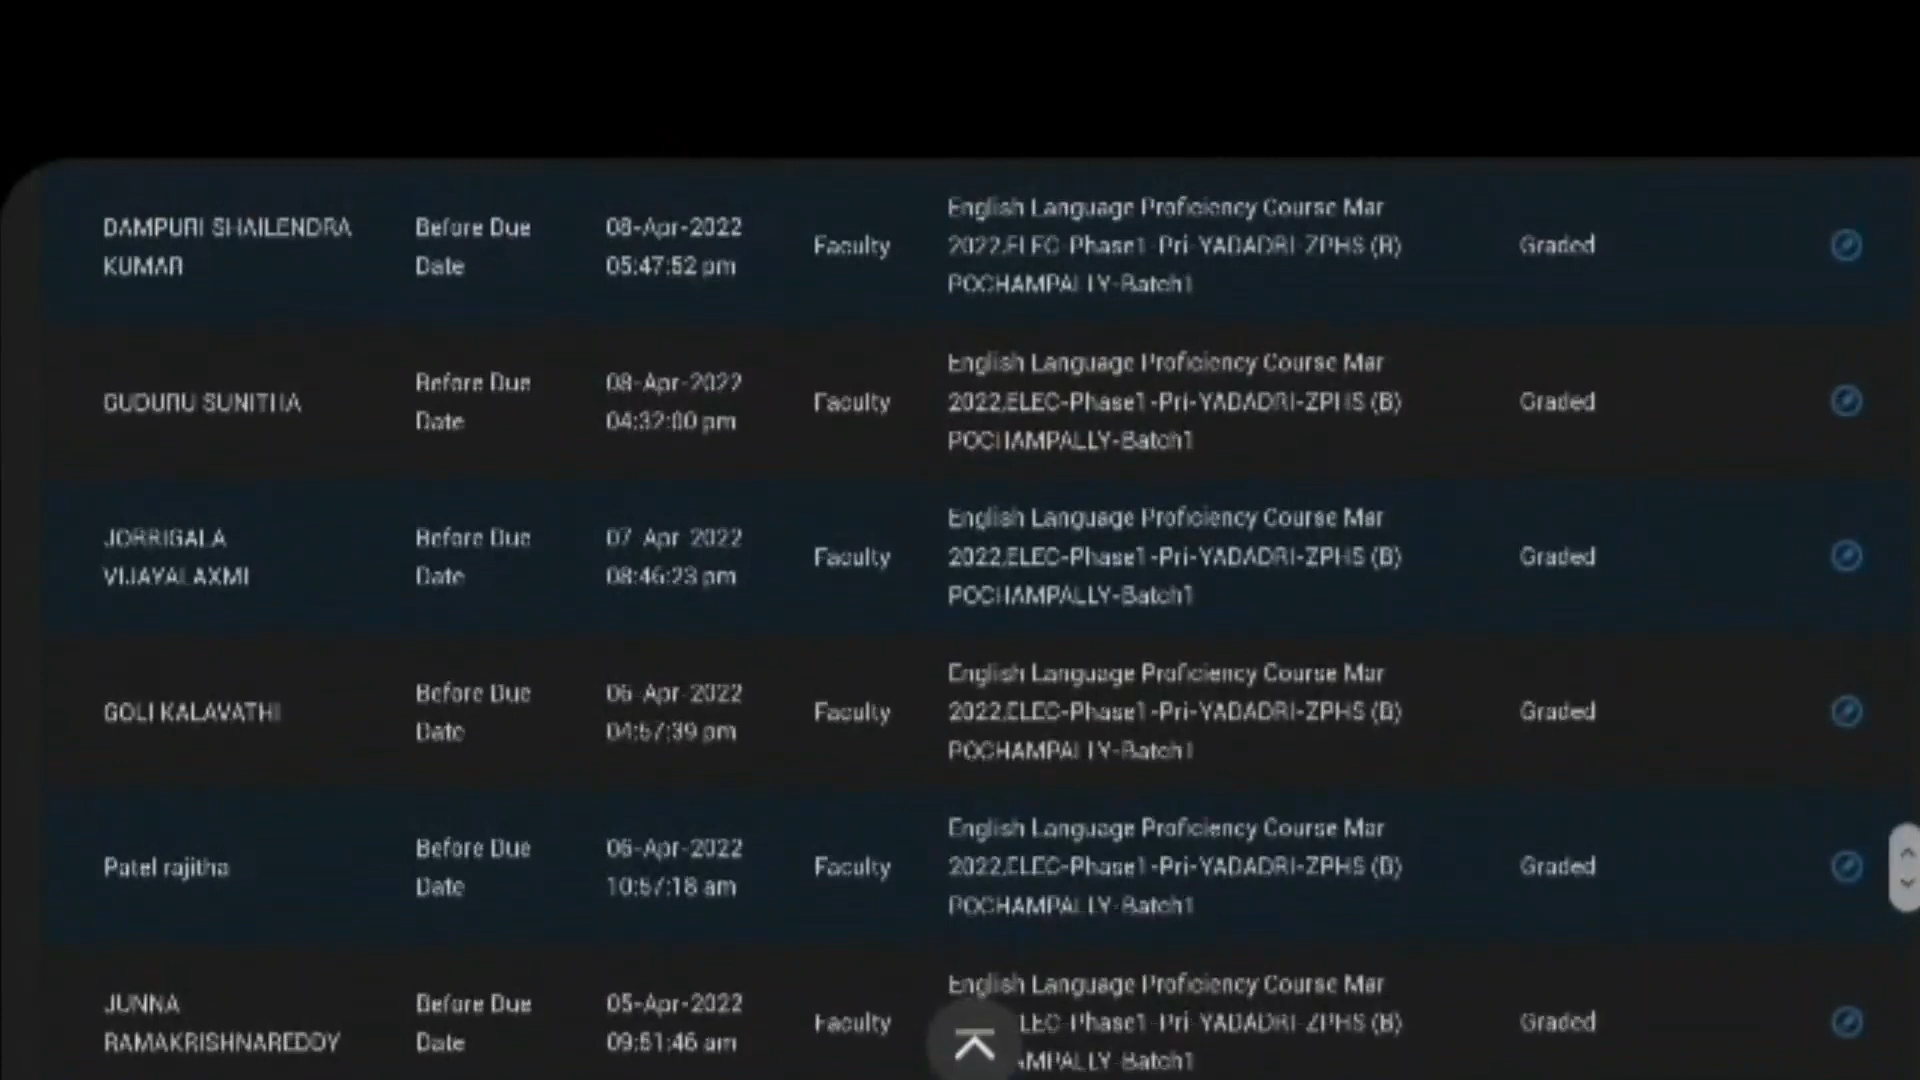 DAMPURI SHAILENDRA
KUMAR
Before Due
Date
08-Apr-2022
05:47:52 pm
Faculty
English Language Proficiency Course Mar
2022,ELEC-Phase1-Pri-YADADRI-ZPHS (B)
POCHAMPALLY-Batch1
Graded
GUDURU SUNITHA
Before Due
Date
08-Apr-2022
04:32:00 pm
Faculty
English Language Proficiency Course Mar
2022,ELEC-Phase1-Pri-YADADRI-ZPHS (B)
POCHAMPALLY-Batch1
Graded
JORRIGALA
VIJAYALAXMI
Before Due
Date
07-Apr-2022
08:46:23 pm
Faculty
English Language Proficiency Course Mar
2022,ELEC-Phase1-Pri-YADADRI-ZPHS (B)
POCHAMPALLY-Batch1
Graded
GOLI KALAVATHI
Before Due
Date
06-Apr-2022
04:57:39 pm
Faculty
English Language Proficiency Course Mar
2022,ELEC-Phase1-Pri-YADADRI-ZPHS (B)
POCHAMPALLY-Batch1
Graded
Patel rajitha
Before Due
Date
06-Apr-2022
10:57:18 am
Faculty
English Language Proficiency Course Mar
2022,ELEC-Phase1-Pri-YADADRI-ZPHS (B)
POCHAMPALLY-Batch1
Graded
JUNNA
RAMAKRISHNAREDDY
Before Due
Date
05-Apr-2022
09:51:46 am
Faculty
English Language Proficiency Course Mar
LEC-Phase1-Pri-YADADRI-ZPHS (B)
AMPALLY-Batch1
Graded